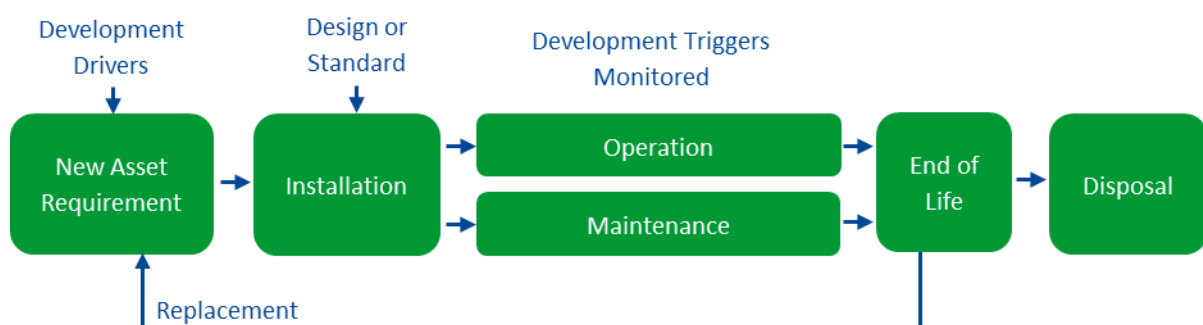 Development
Drivers
Design or
Standard
Development Triggers
Monitored
New Asset
Requirement
Installation
Operation
Maintenance
End of
Life
Disposal
Replacement